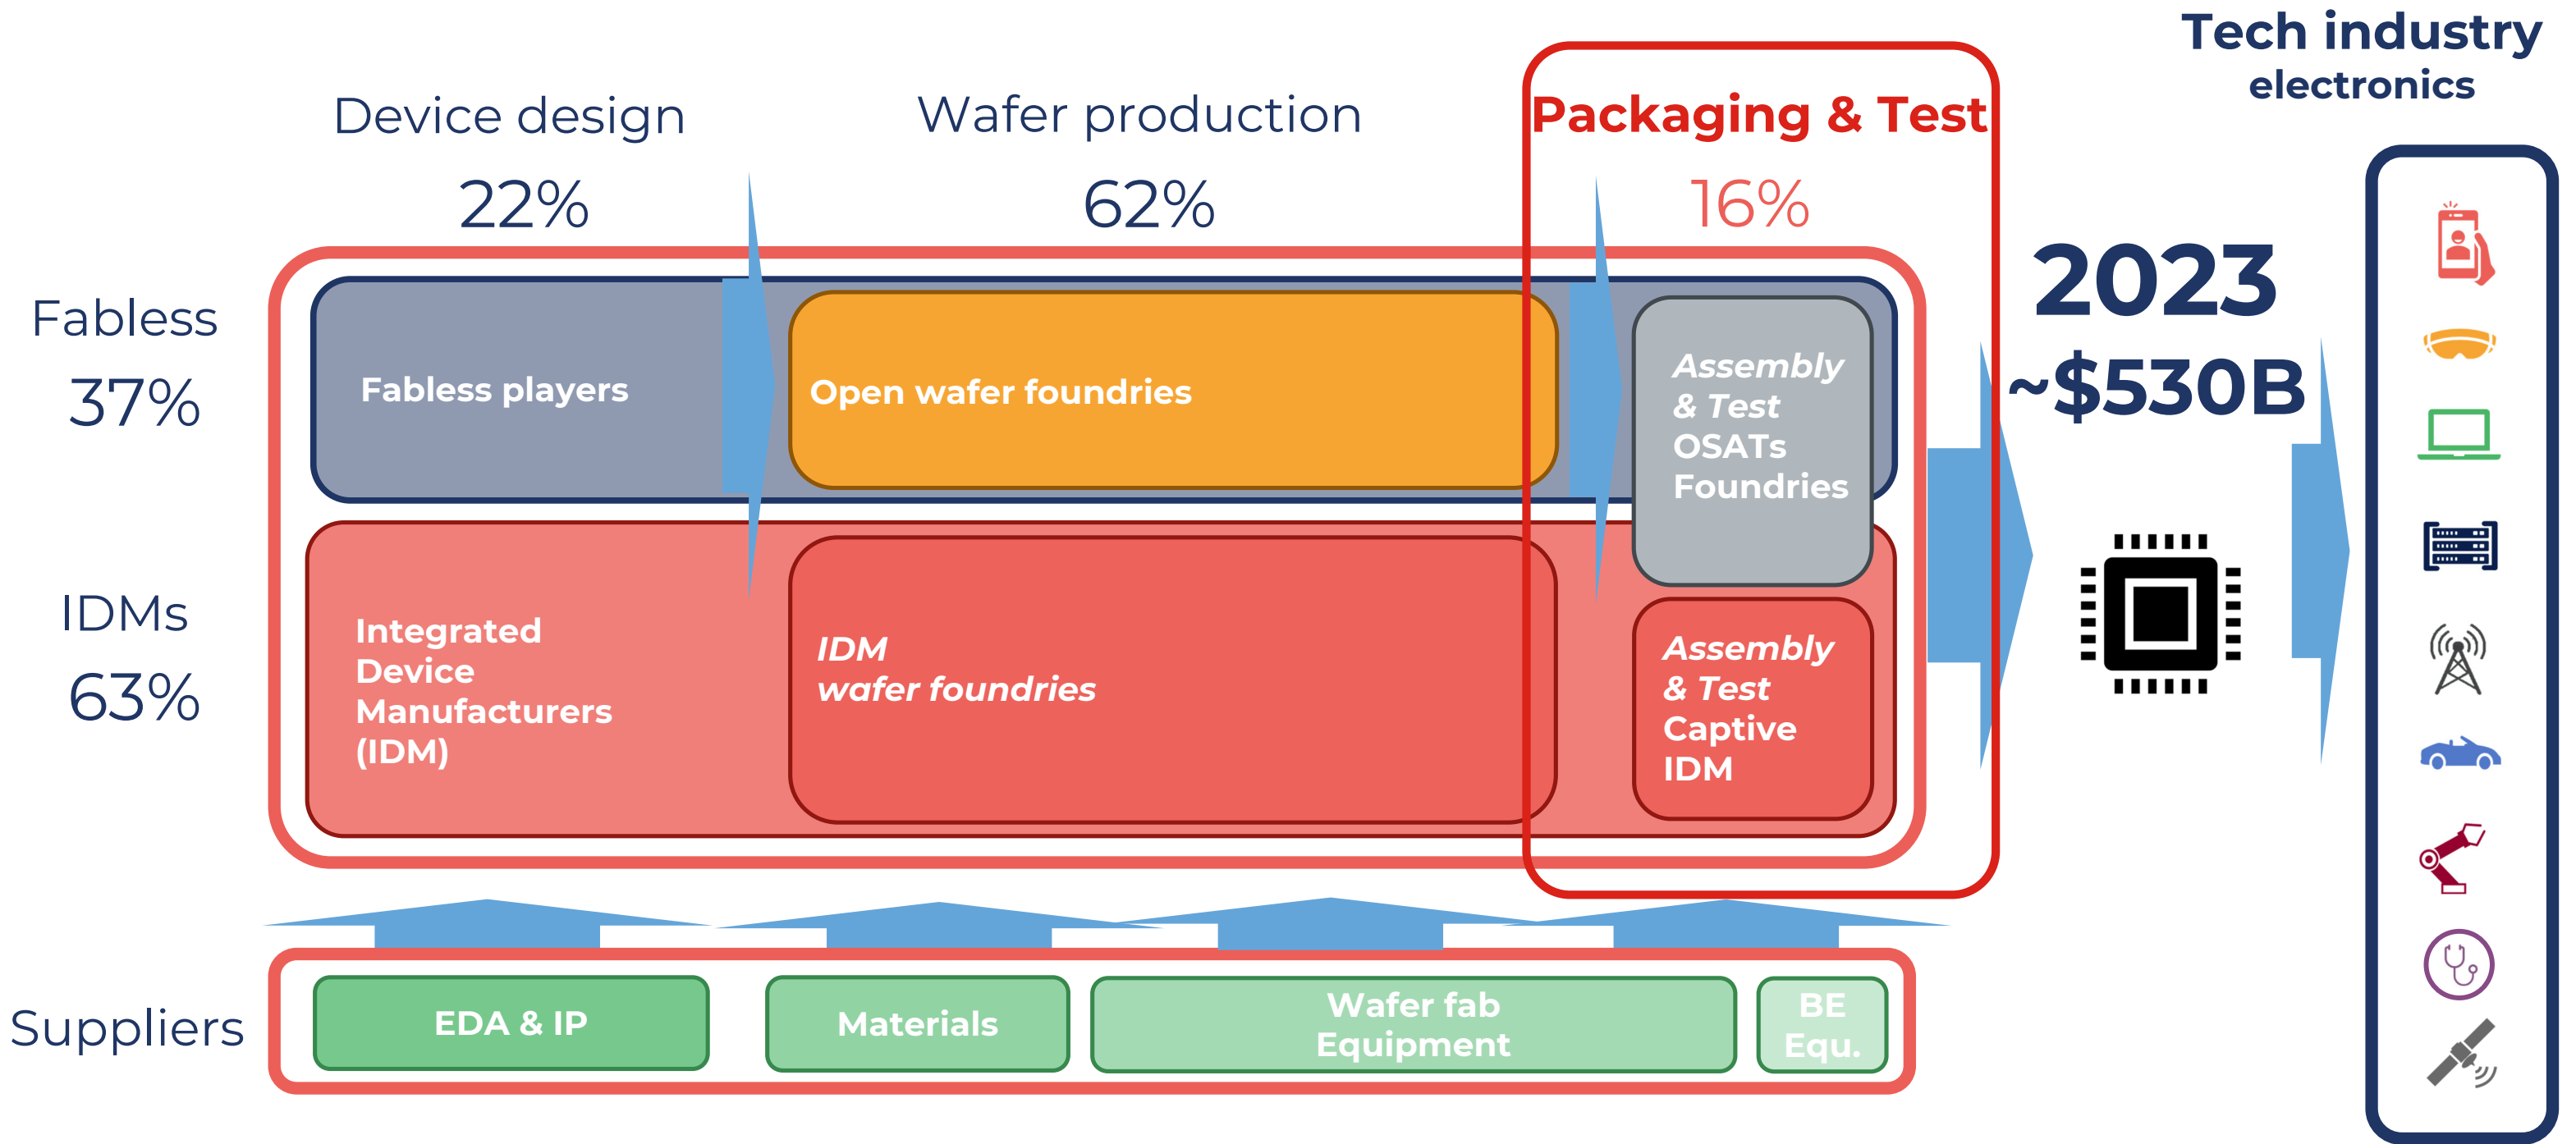 Tech industry
electronics
Device design
22%
Wafer production
62%
Packaging & Test
16%
Fabless
37%
Fabless players
Open wafer foundries
Assembly
& Test
OSATs
Foundries
2023
~$530B
IDMs
63%
Integrated
Device
Manufacturers
(IDM)
IDM
wafer foundries
Assembly
& Test
Captive
IDM
Suppliers
EDA & IP
Materials
Wafer fab
Equipment
BE
Equ.